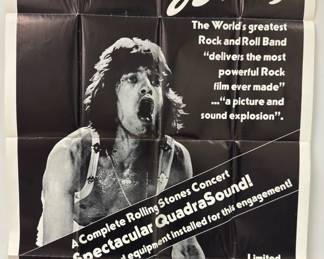 The World's greatest
Rock and Roll Band
"delivers the most
powerful Rock
film ever made"
..."a picture and
sound explosion".
A Complete Rolling Stones Concert
Spectacular QuadraSound!
equipment installed for this engagement!
Limited